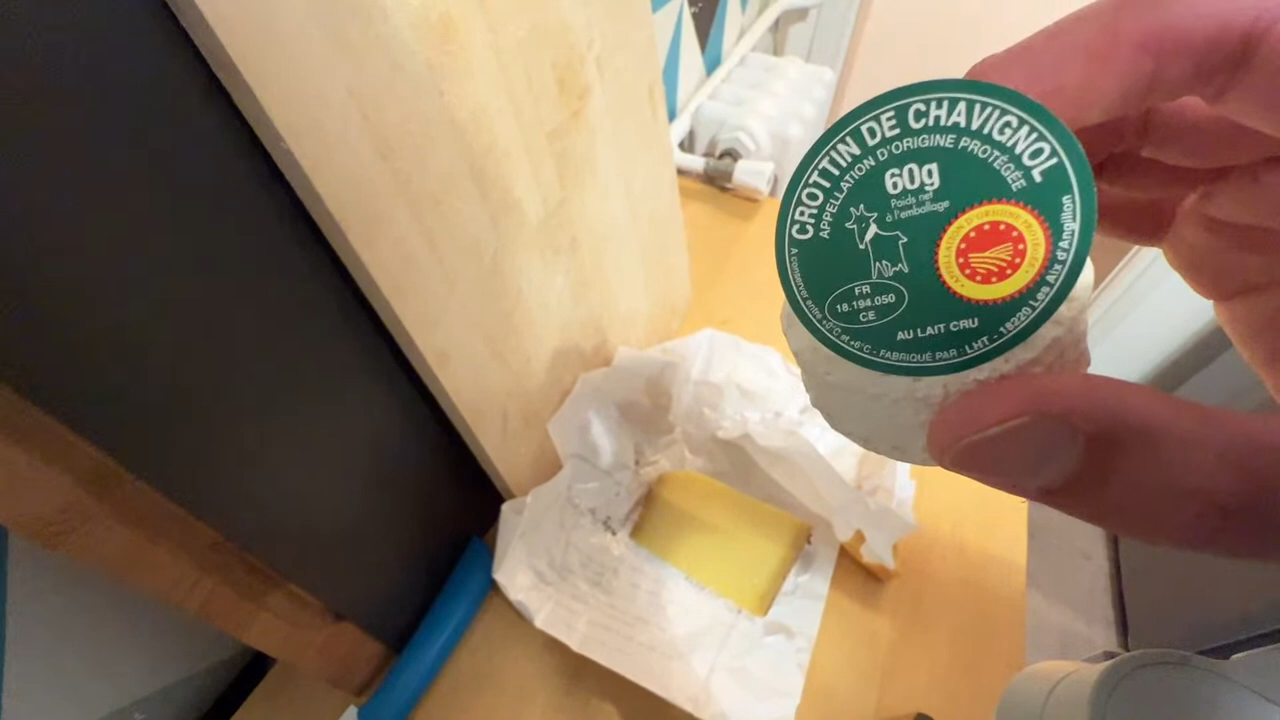 CROTTIN DE CHAVIGNOL
APPELLATION D'ORIGINE PROTÉGÉE
60g
Poids net
à l'emballage
APPELLATION D'ORIGINE PROTÉGÉE
FR
18.194.050
CE
AU LAIT CRU
A conserver entre +0°C et +6°C - FABRIQUÉ PAR : LHT - 18220 Les Aix d'Angillon